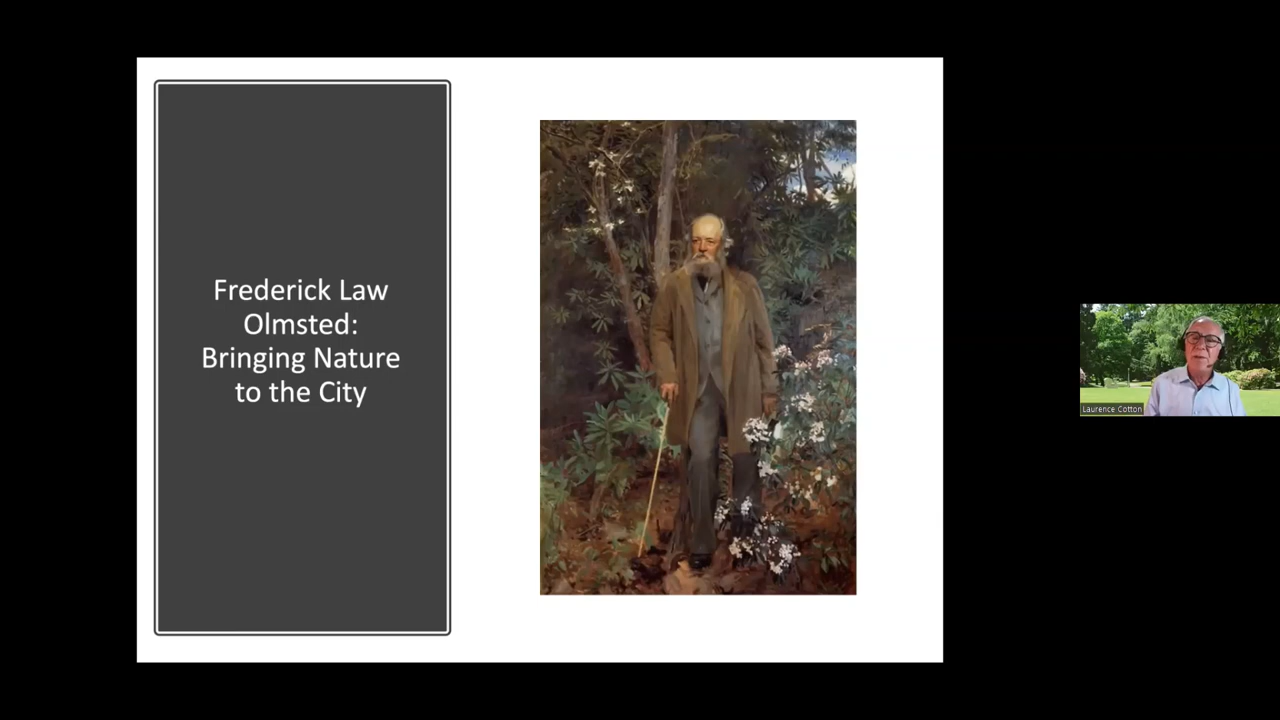 Frederick Law
Olmsted:
Bringing Nature
to the City
Laurence Cotton